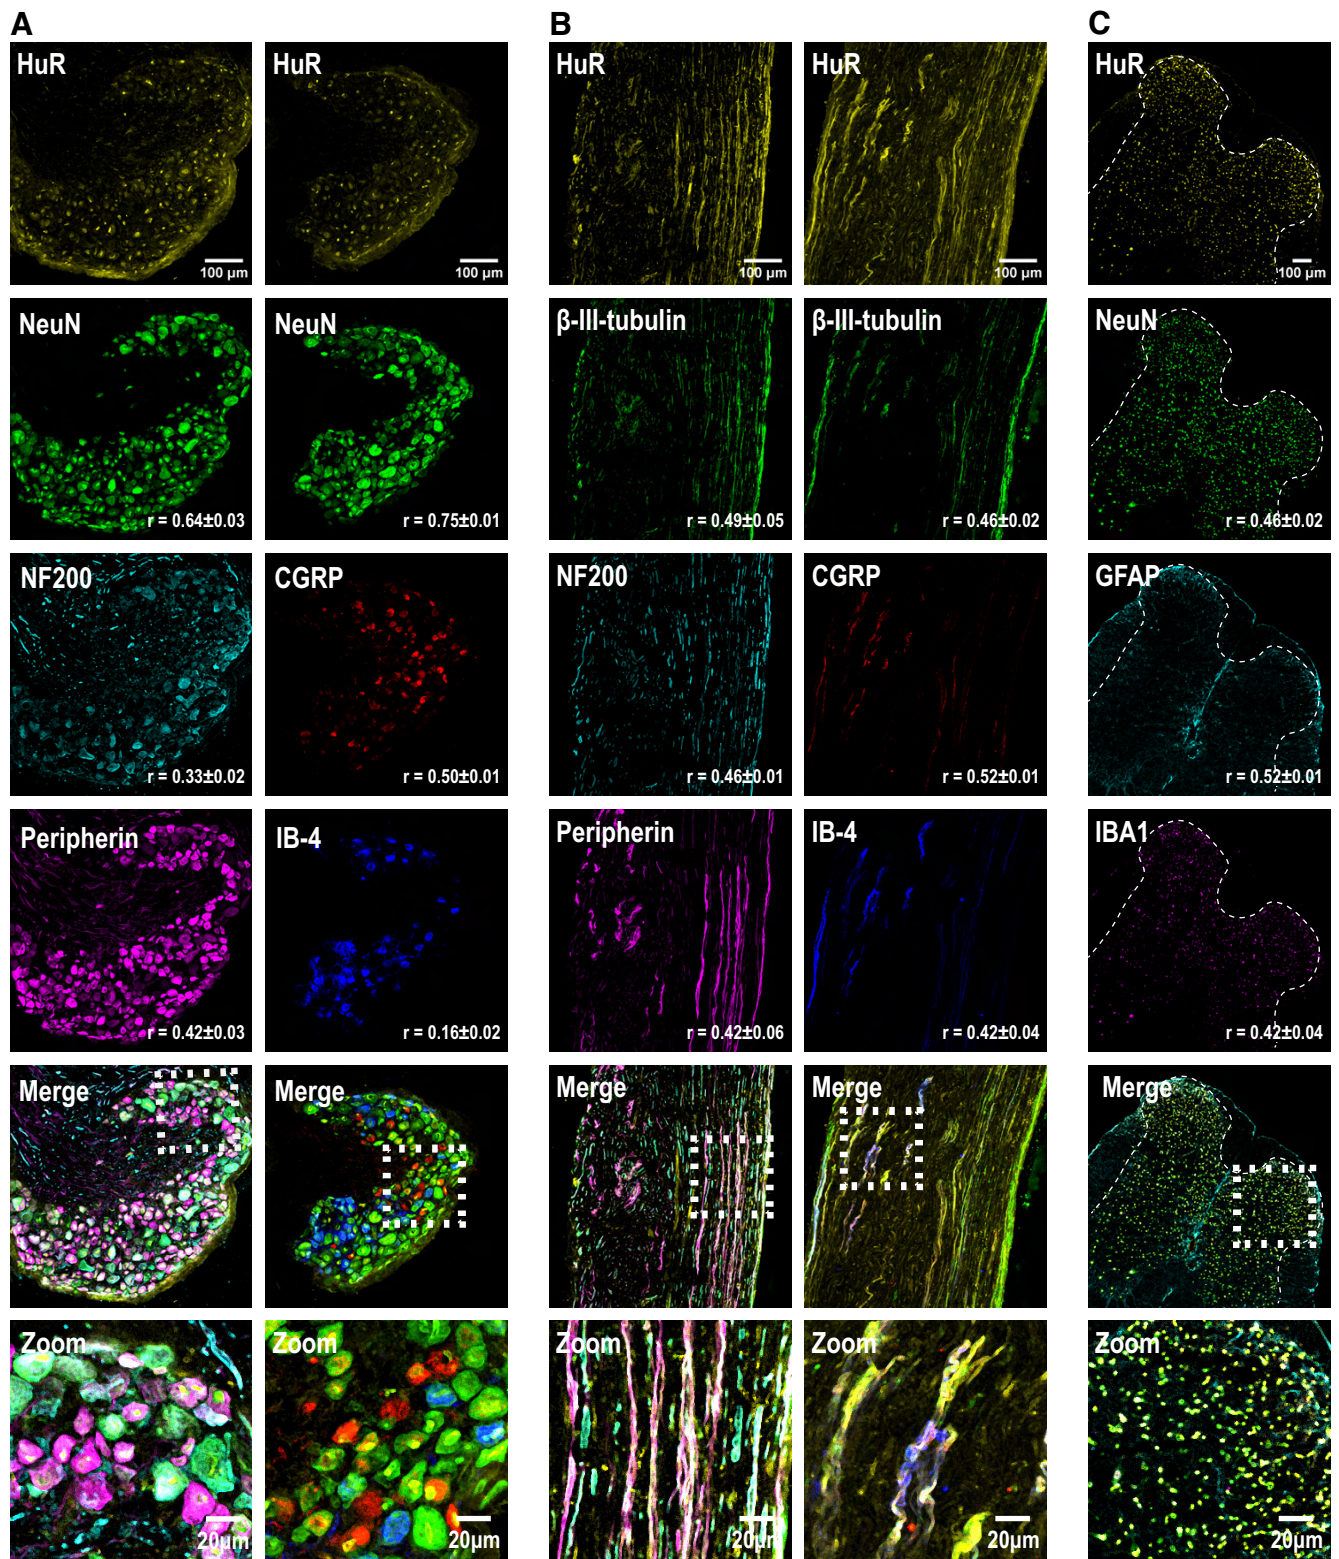 A
B
C
HuR
HuR
HuR
HuR
HuR
100 µm
100 µm
100 µm
100 µm
100 µm
NeuN
NeuN
β-III-tubulin
β-III-tubulin
NeuN
r = 0.64±0.03
r = 0.75±0.01
r = 0.49±0.05
r = 0.46±0.02
r = 0.46±0.02
NF200
CGRP
NF200
CGRP
GFAP
r = 0.33±0.02
r = 0.50±0.01
r = 0.46±0.01
r = 0.52±0.01
r = 0.52±0.01
Peripherin
IB-4
Peripherin
IB-4
IBA1
r = 0.42±0.03
r = 0.16±0.02
r = 0.42±0.06
r = 0.42±0.04
r = 0.42±0.04
Merge
Merge
Merge
Merge
Merge
Zoom
Zoom
Zoom
Zoom
Zoom
20µm
20µm
20µm
20µm
20µm